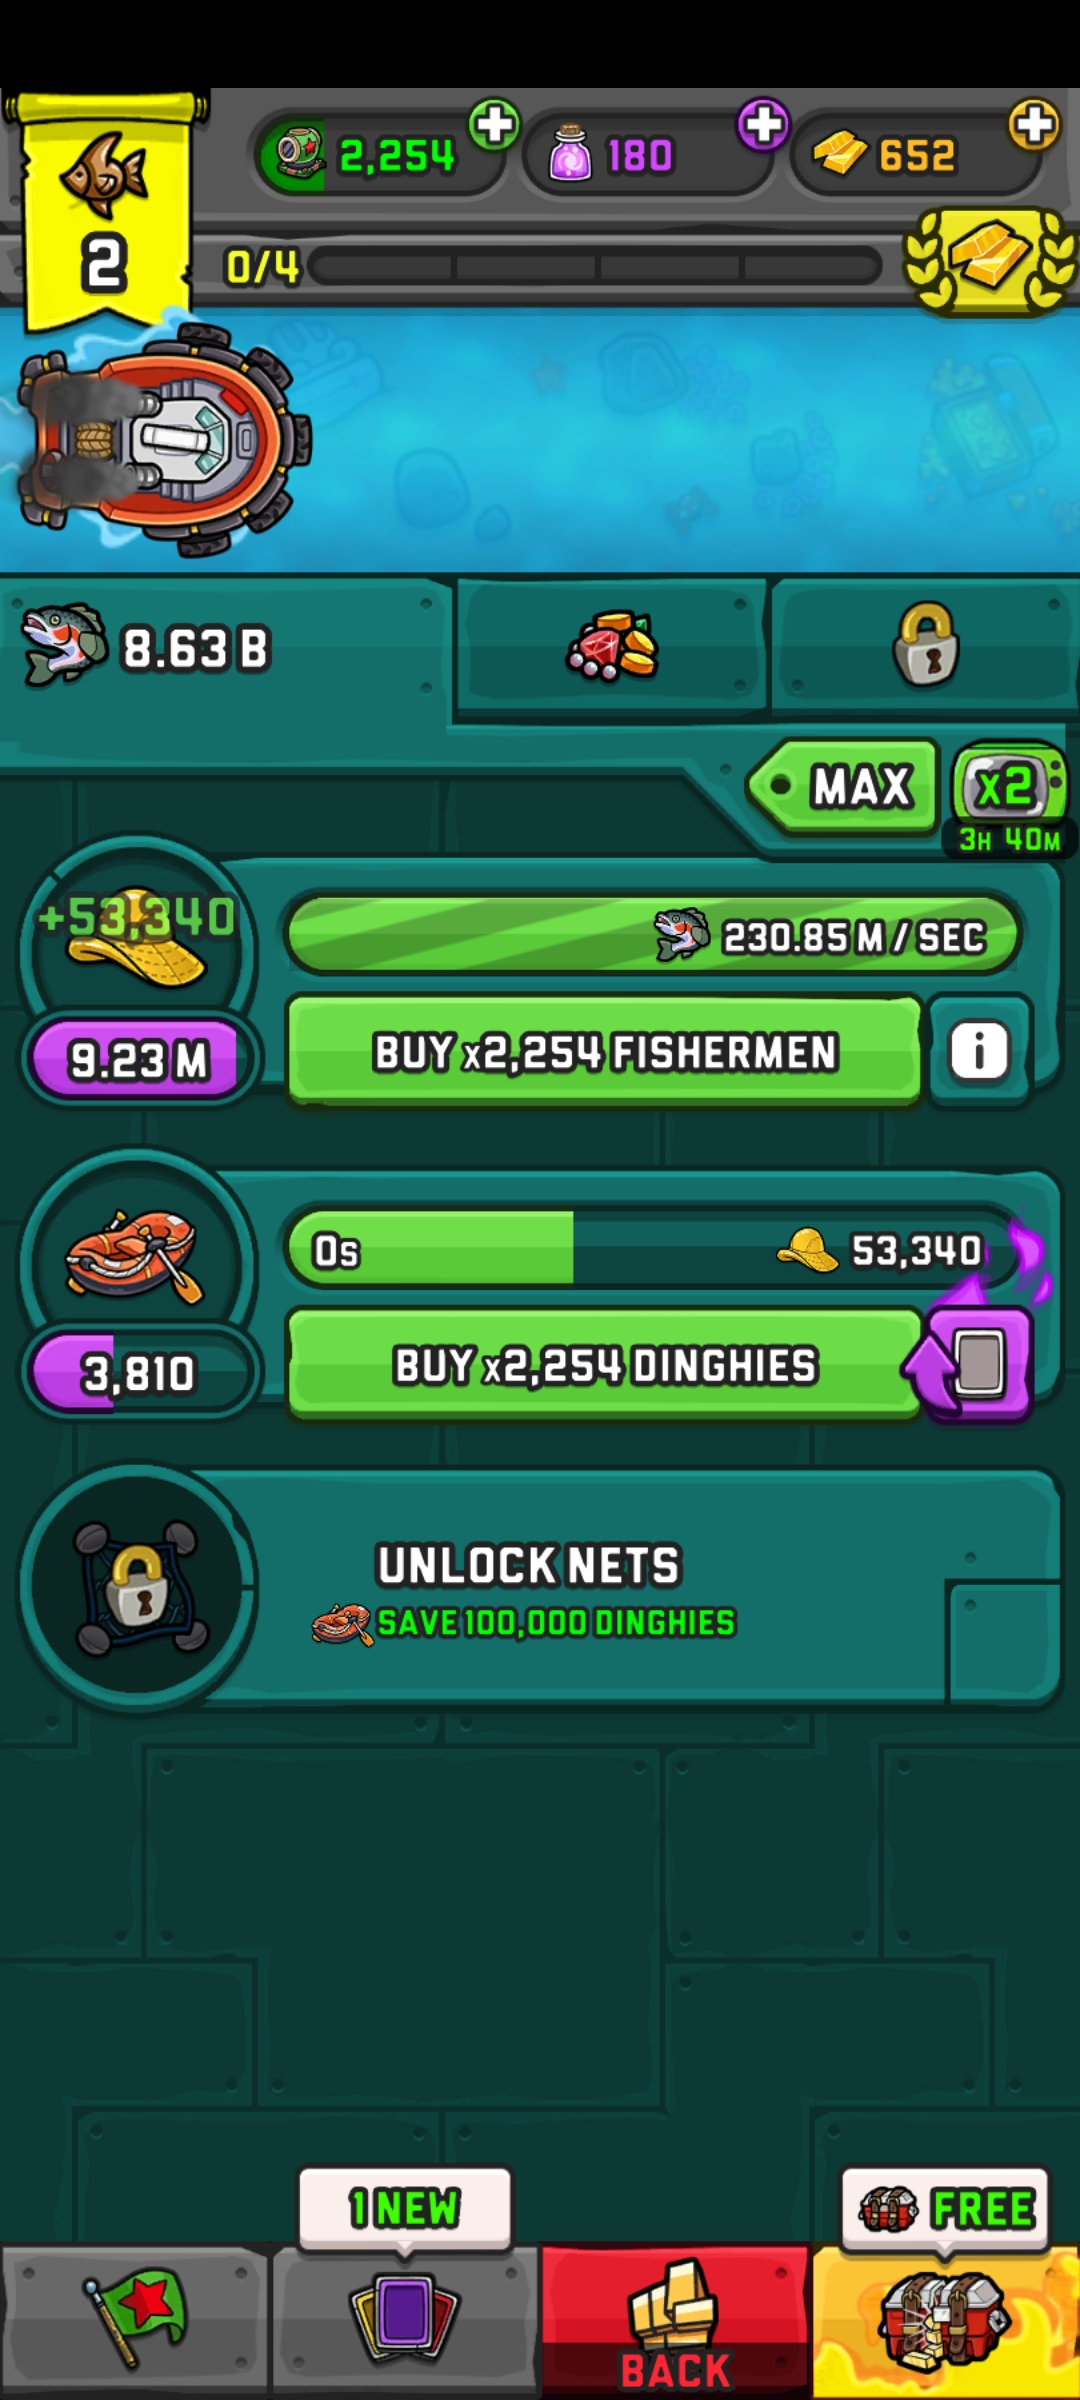 2,254
180
652
2
0/4
8.63 B
MAX
x2
3H 40M
+53,340
230.85 M / SEC
9.23 M
BUY x2,254 FISHERMEN
i
0s
53,340
3,810
BUY x2,254 DINGHIES
UNLOCK NETS
SAVE 100,000 DINGHIES
1 NEW
FREE
BACK